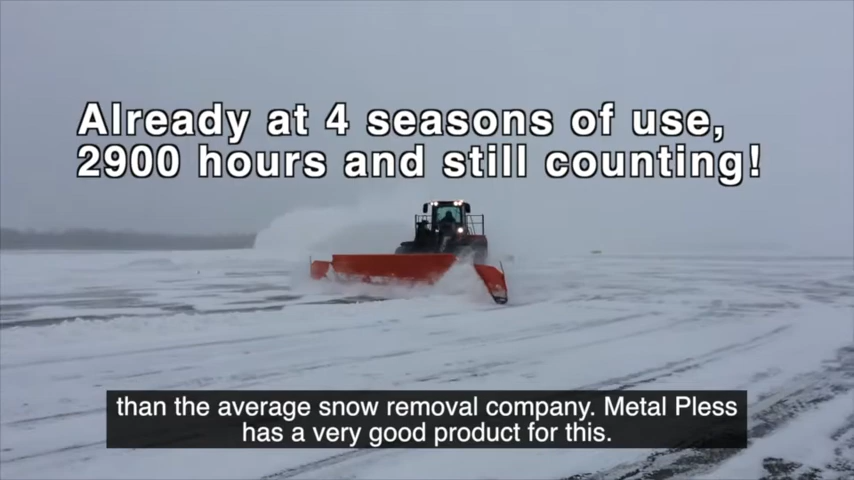 Already at 4 seasons of use,
2900 hours and still counting!
than the average snow removal company. Metal Pless
has a very good product for this.